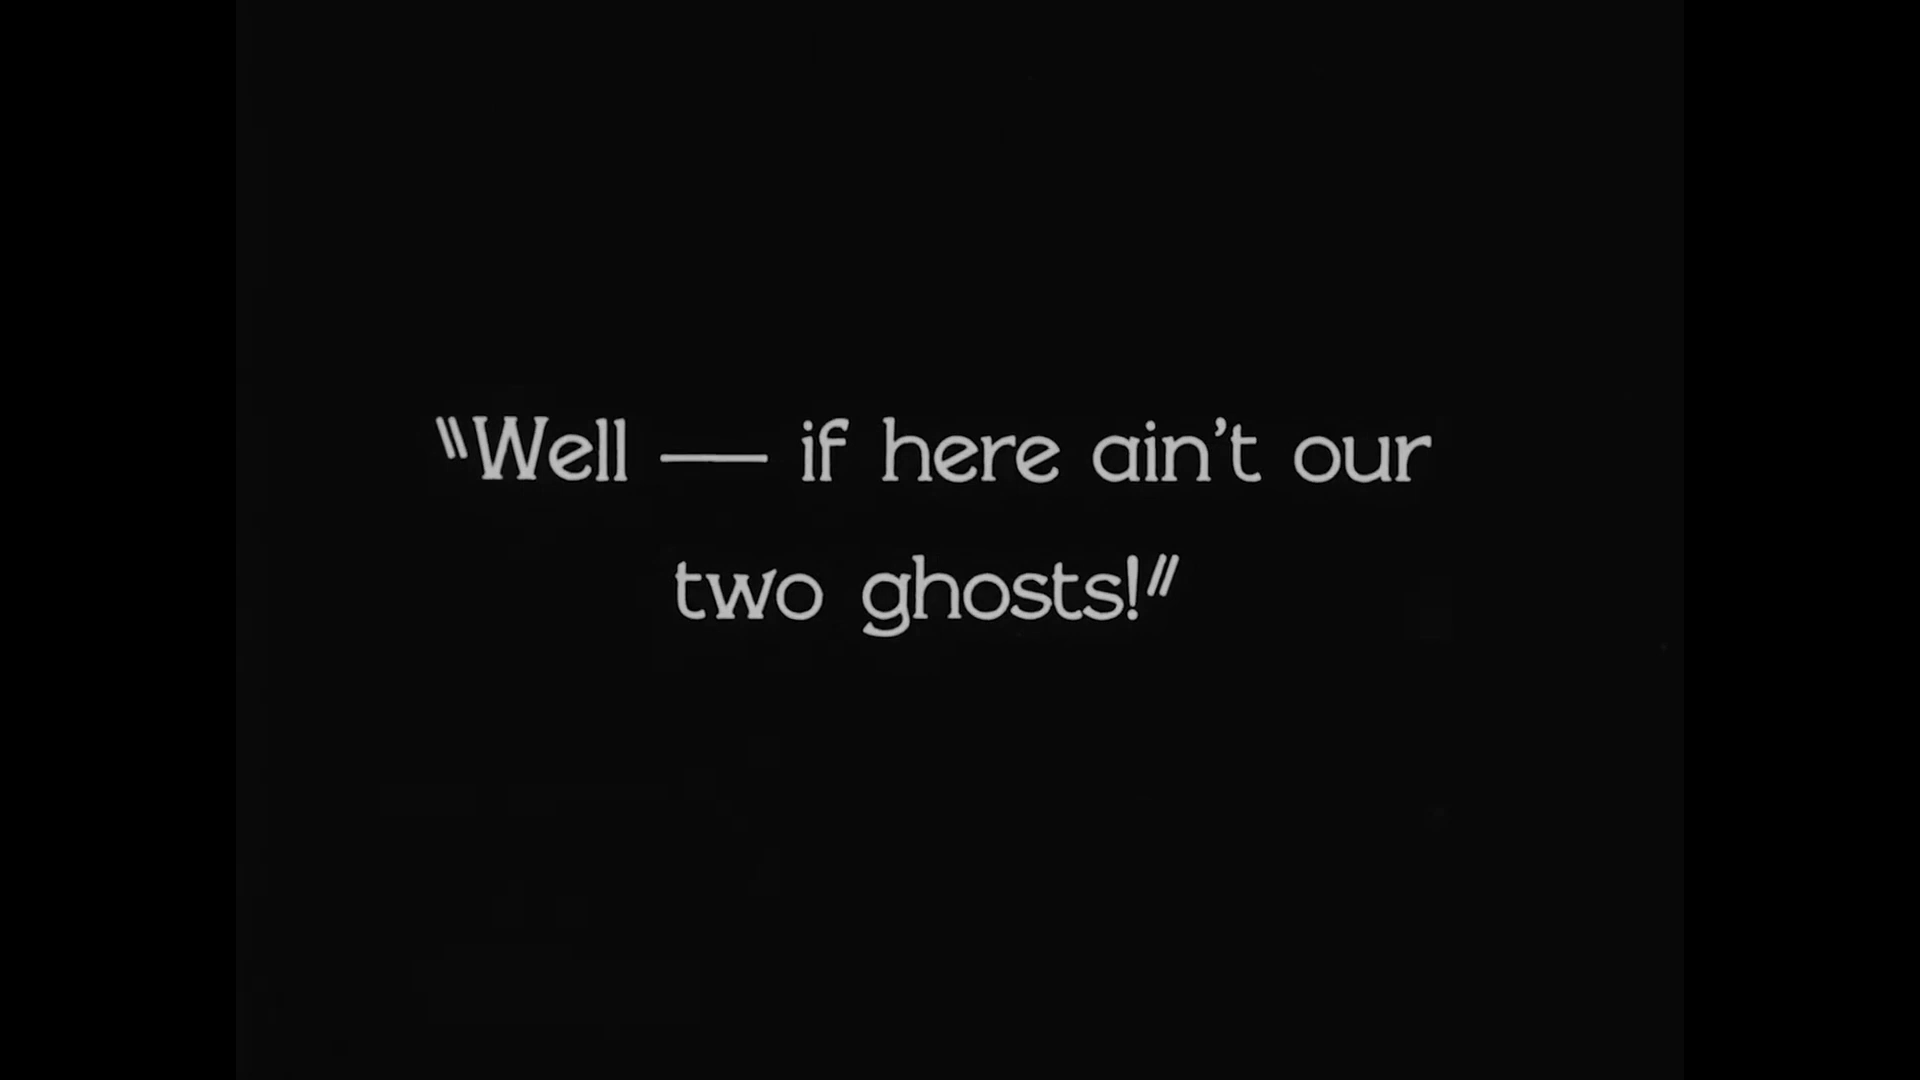 "Well — if here ain't our
two ghosts!"